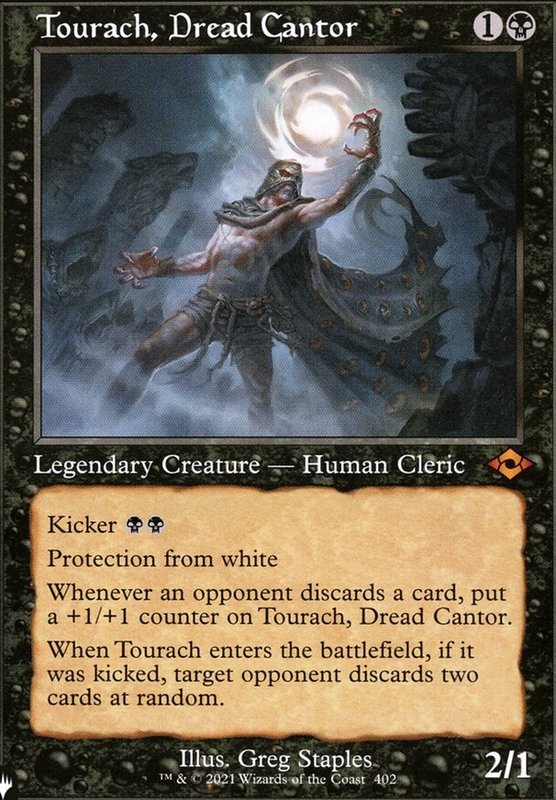 Tourach, Dread Cantor 1
Legendary Creature — Human Cleric
Kicker
Protection from white
Whenever an opponent discards a card, put
a +1/+1 counter on Tourach, Dread Cantor.
When Tourach enters the battlefield, if it
was kicked, target opponent discards two
cards at random.
Illus. Greg Staples
™ & © 2021 Wizards of the Coast 402
2/1